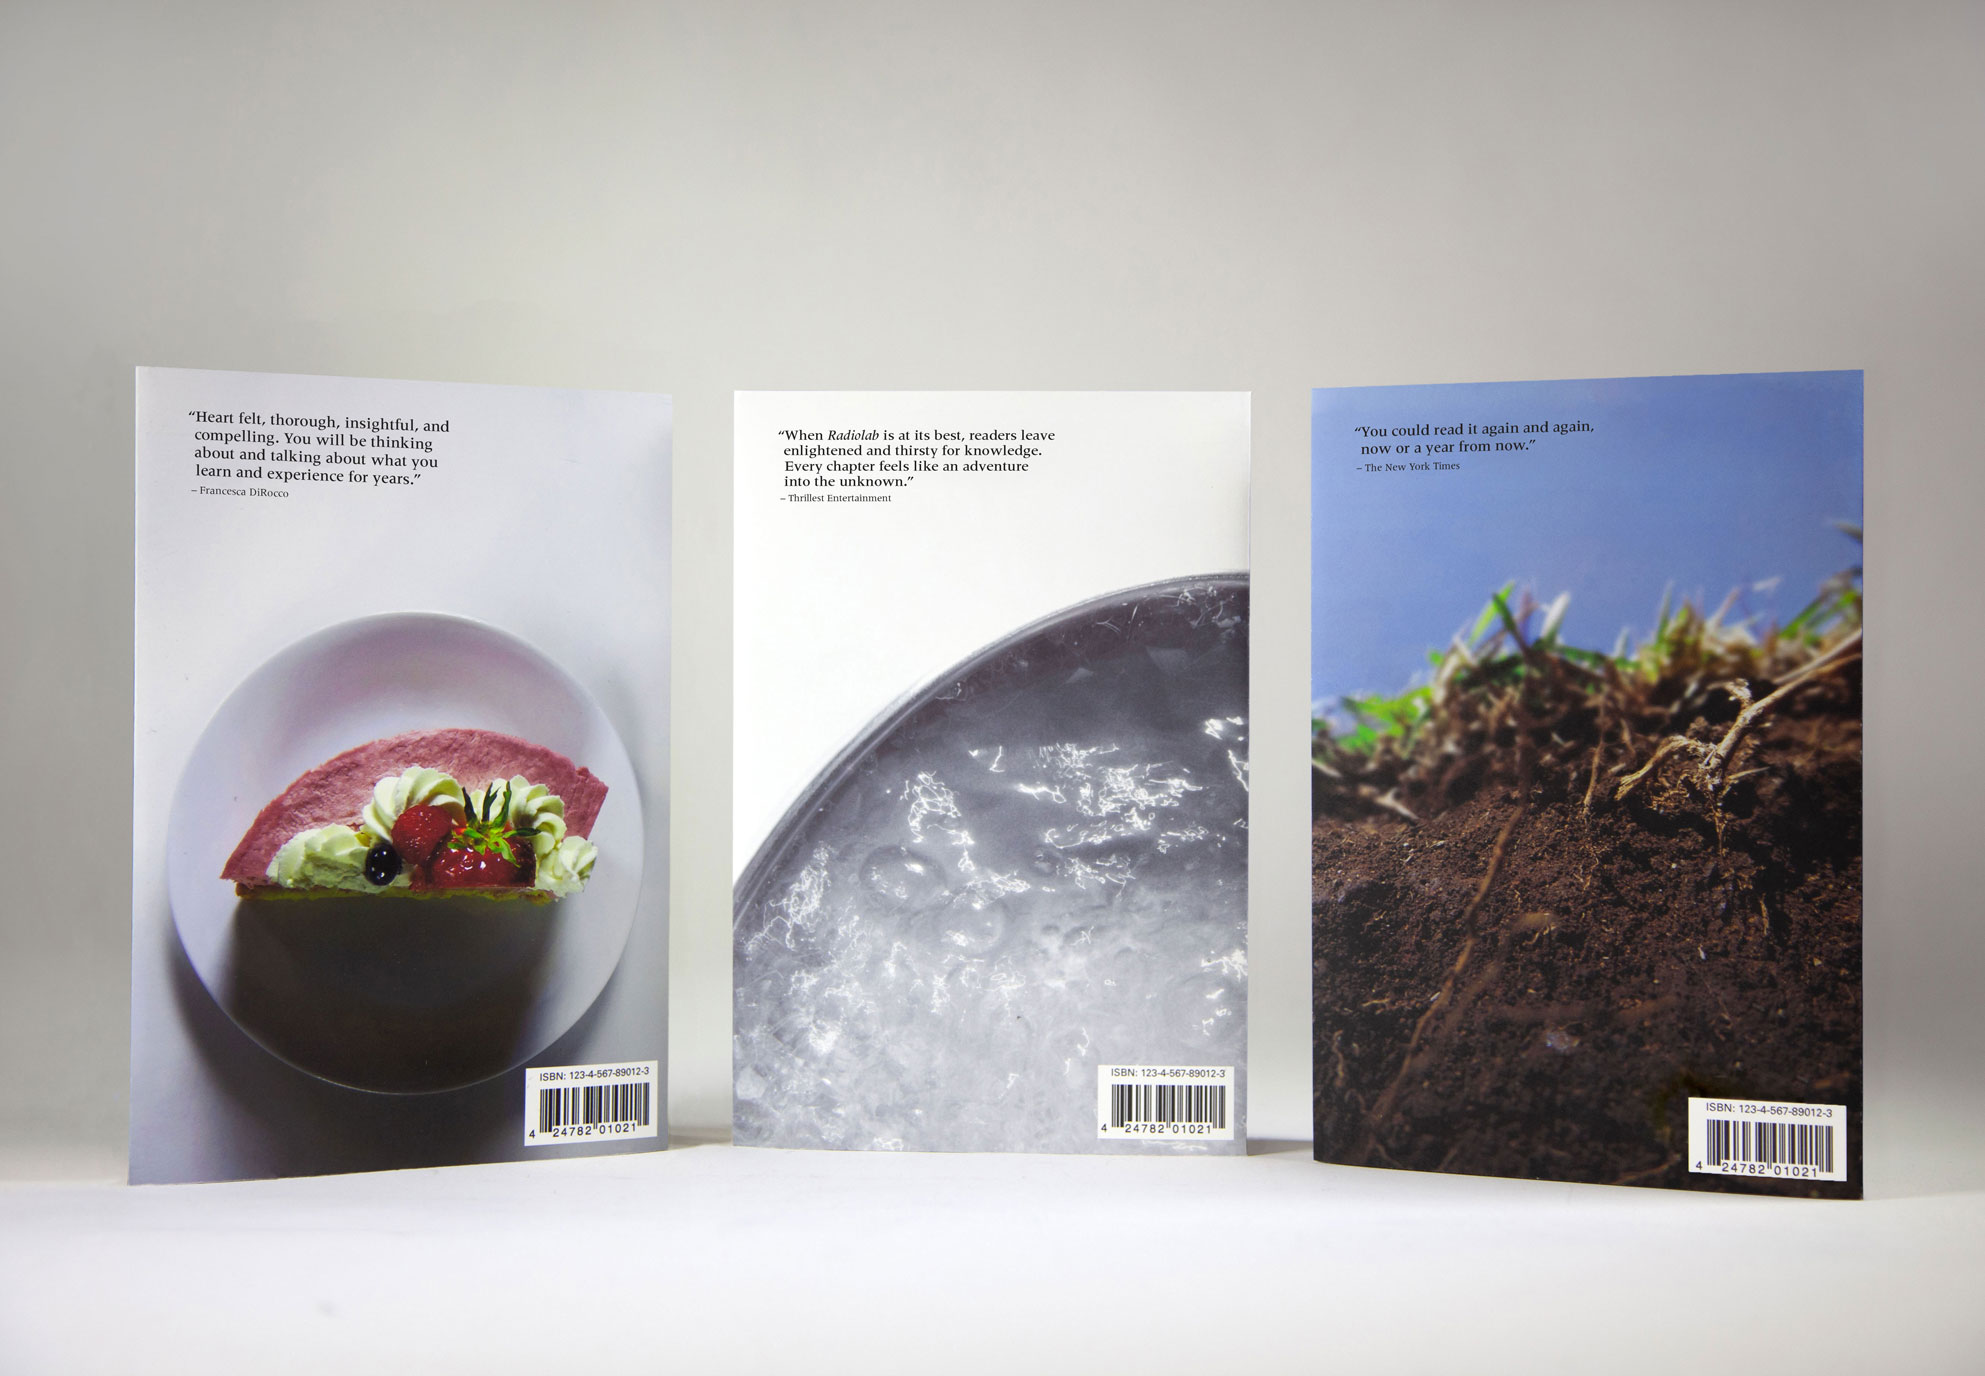 “Heart felt, thorough, insightful, and
compelling. You will be thinking
about and talking about what you
learn and experience for years.”
– Francesca DiRocco
ISBN: 123-4-567-89012-3
4 24782 01021
“When Radiolab is at its best, readers leave
enlightened and thirsty for knowledge.
Every chapter feels like an adventure
into the unknown.”
– Thrillest Entertainment
ISBN: 123-4-567-89012-3
4 24782 01021
“You could read it again and again,
now or a year from now.”
– The New York Times
ISBN: 123-4-567-89012-3
4 24782 01021